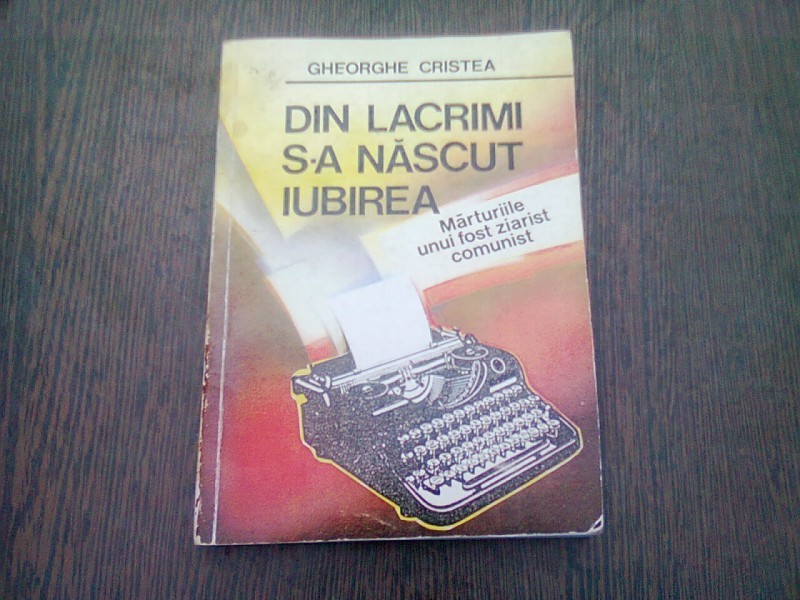 GHEORGHE CRISTEA
DIN LACRIMI
S-A NĂSCUT
IUBIREA
Mărturiile
unui fost ziarist
comunist